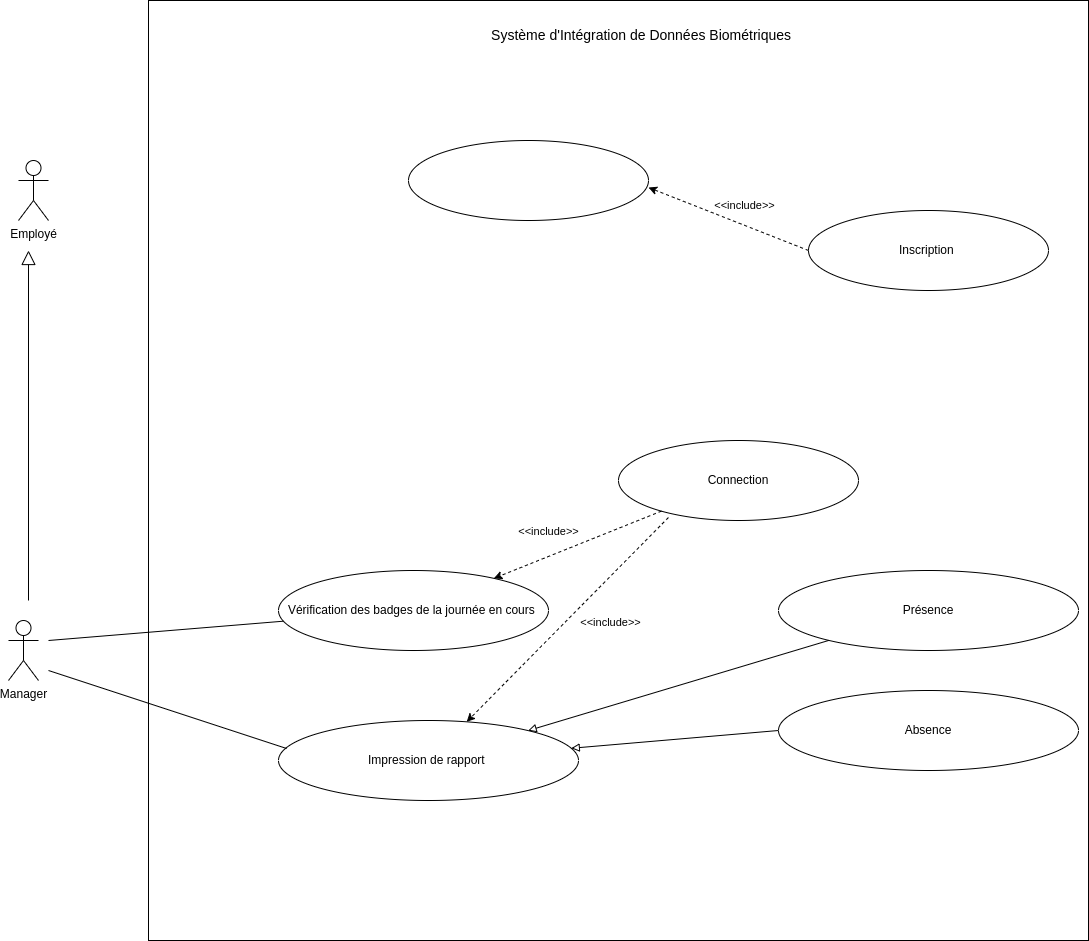 Système d'Intégration de Données Biométriques
<<include>>
Employé
Inscription
Connection
<<include>>
Vérification des badges de la journée en cours
Présence
<<include>>
Manager
Absence
Impression de rapport